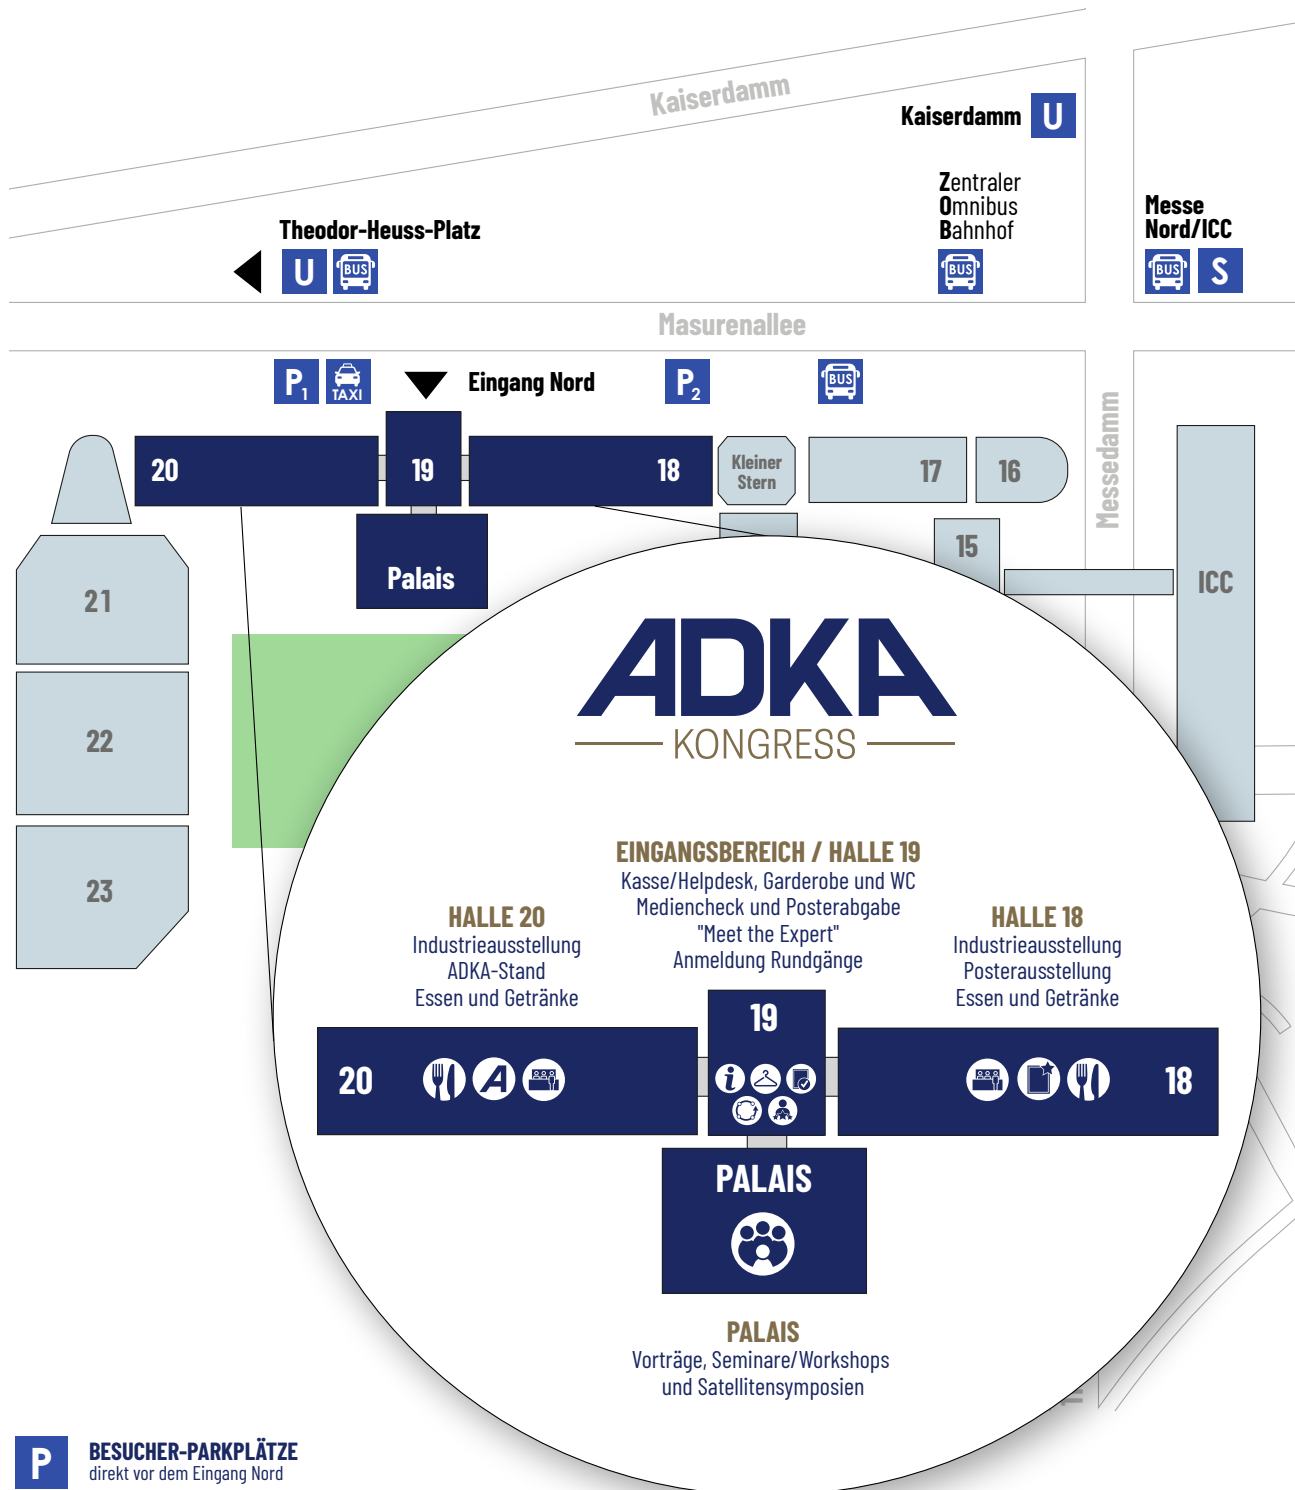 Kaiserdamm
Kaiserdamm U
Zentraler
Omnibus
Bahnhof
BUS
Messe
Nord/ICC
BUS S
Theodor-Heuss-Platz
U BUS
Masurenallee
P1 TAXI
Eingang Nord
P2
BUS
Messedamm
20
19
18
Kleiner
Stern
17
16
15
ICC
Palais
21
22
23
ADKA
KONGRESS
EINGANGSBEREICH / HALLE 19
Kasse/Helpdesk, Garderobe und WC
Mediencheck und Posterabgabe
"Meet the Expert"
Anmeldung Rundgänge
HALLE 20
Industrieausstellung
ADKA-Stand
Essen und Getränke
HALLE 18
Industrieausstellung
Posterausstellung
Essen und Getränke
19
20
A
i
18
PALAIS
PALAIS
Vorträge, Seminare/Workshops
und Satellitensymposien
P
BESUCHER-PARKPLÄTZE
direkt vor dem Eingang Nord